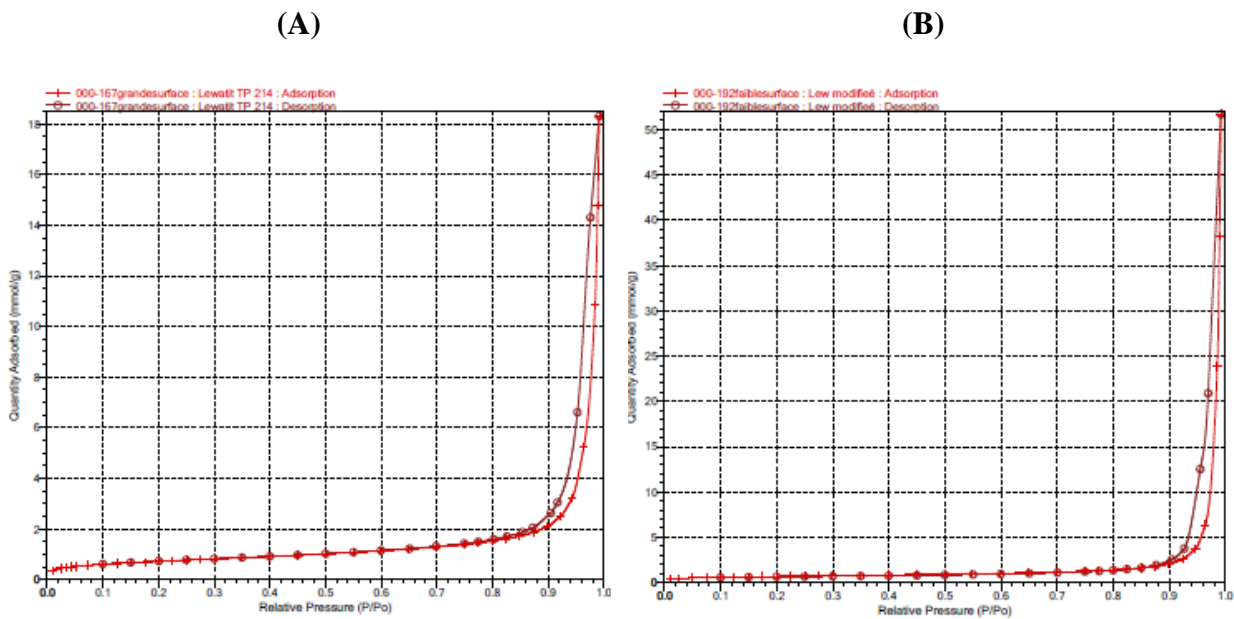 (A)
(B)
000-167grandesurface : Lewatit TP 214 : Adsorption
000-167grandesurface : Lewatit TP 214 : Desorption
18
16
14
12
10
8
6
4
2
0
Quantity Adsorbed (mmol/g)
0.0 0.1 0.2 0.3 0.4 0.5 0.6 0.7 0.8 0.9 1.0
Relative Pressure (P/Po)
000-192faiblesurface : Lew modifieé : Adsorption
000-192faiblesurface : Lew modifieé : Desorption
50
45
40
35
30
25
20
15
10
5
0
Quantity Adsorbed (mmol/g)
0.0 0.1 0.2 0.3 0.4 0.5 0.6 0.7 0.8 0.9 1.0
Relative Pressure (P/Po)